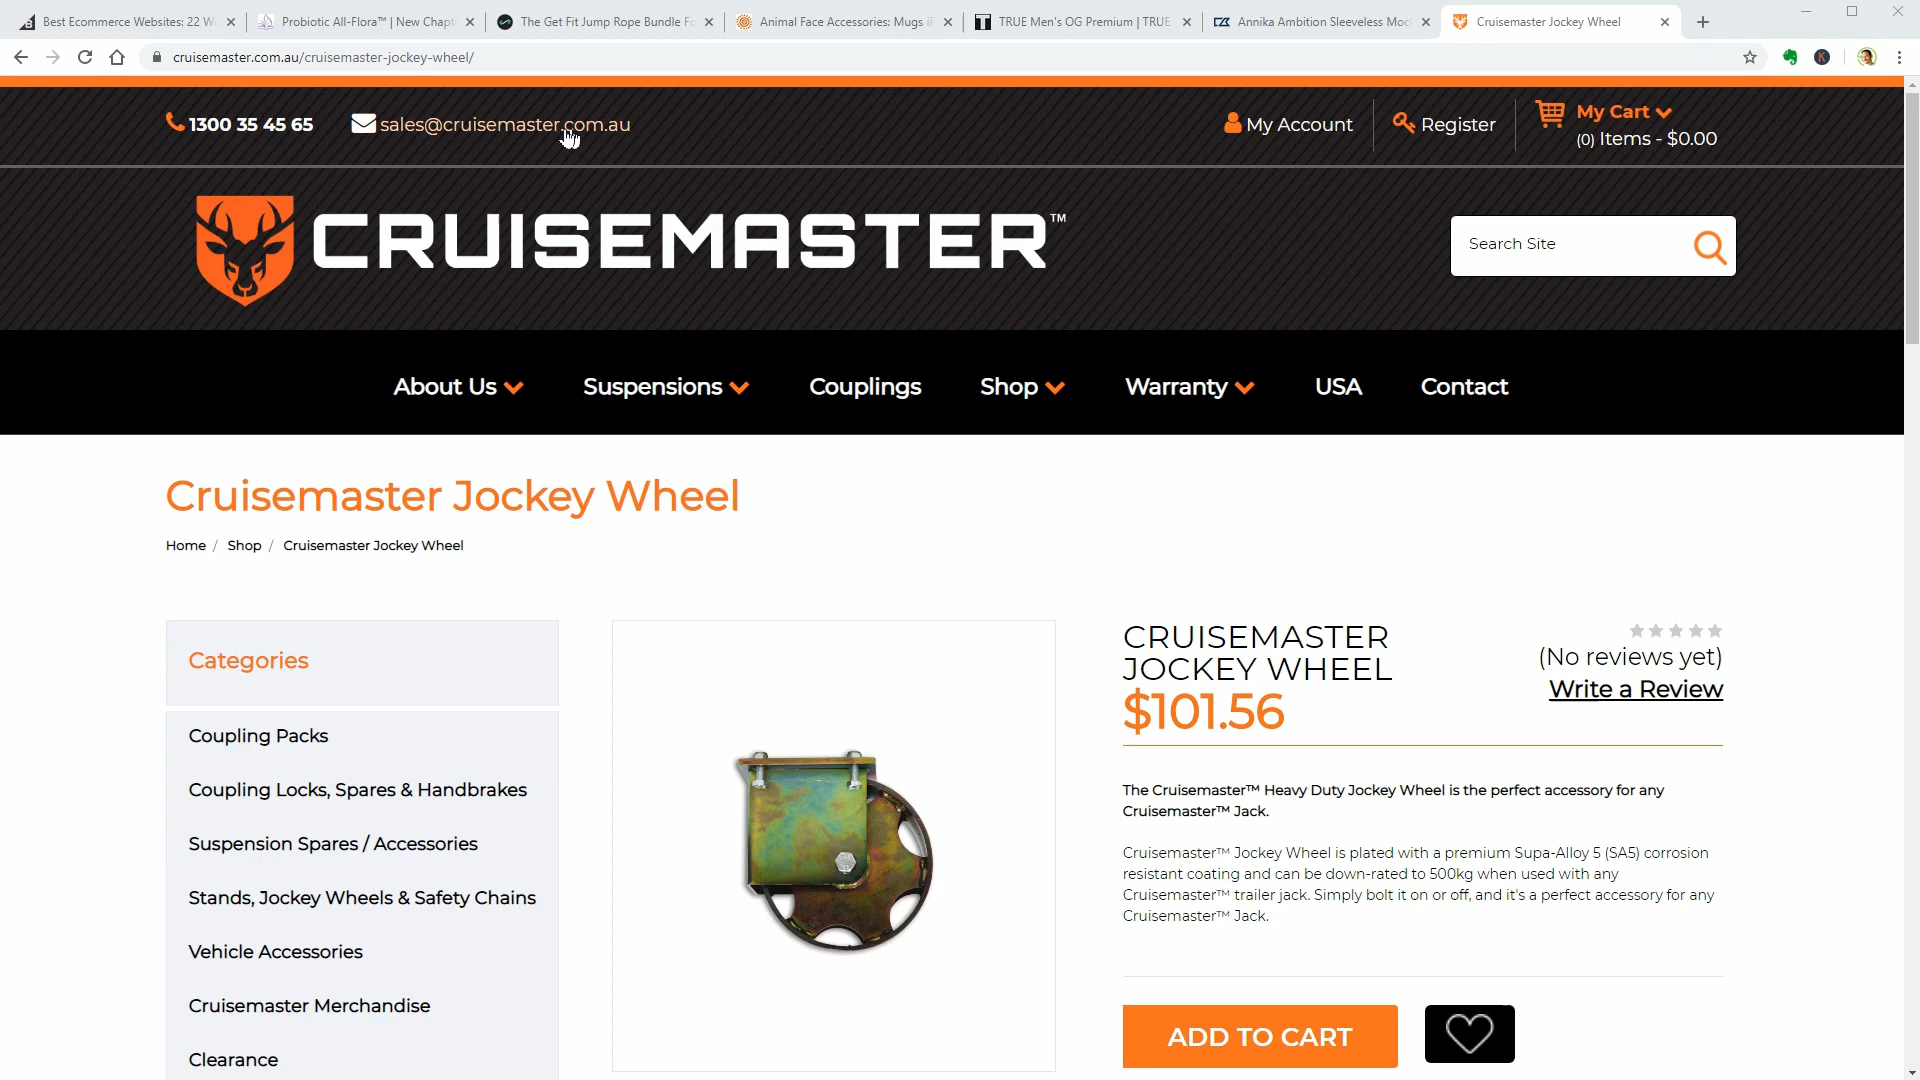 Best Ecommerce Websites: 22 W
Probiotic All-Flora™ | New Chapt
The Get Fit Jump Rope Bundle Fo
Animal Face Accessories: Mugs iP
TRUE Men's OG Premium | TRUE
Annika Ambition Sleeveless Moc
Cruisemaster Jockey Wheel
cruisemaster.com.au/cruisemaster-jockey-wheel/
K
1300 35 45 65
sales@cruisemaster.com.au
My Account
Register
My Cart
(0) Items - $0.00
CRUISEMASTER™
Search Site
About Us
Suspensions
Couplings
Shop
Warranty
USA
Contact
Cruisemaster Jockey Wheel
Home / Shop / Cruisemaster Jockey Wheel
Categories
Coupling Packs
Coupling Locks, Spares & Handbrakes
Suspension Spares / Accessories
Stands, Jockey Wheels & Safety Chains
Vehicle Accessories
Cruisemaster Merchandise
Clearance
CRUISEMASTER
JOCKEY WHEEL
$101.56
(No reviews yet)
Write a Review
The Cruisemaster™ Heavy Duty Jockey Wheel is the perfect accessory for any
Cruisemaster™ Jack.
Cruisemaster™ Jockey Wheel is plated with a premium Supa-Alloy 5 (SA5) corrosion
resistant coating and can be down-rated to 500kg when used with any
Cruisemaster™ trailer jack. Simply bolt it on or off, and it's a perfect accessory for any
Cruisemaster™ Jack.
ADD TO CART